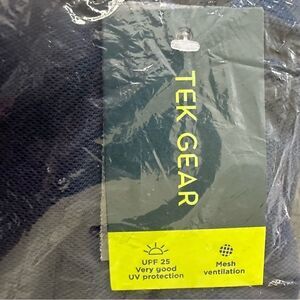 TEK GEAR
UPF 25
Very good
UV protection
Mesh
ventilation